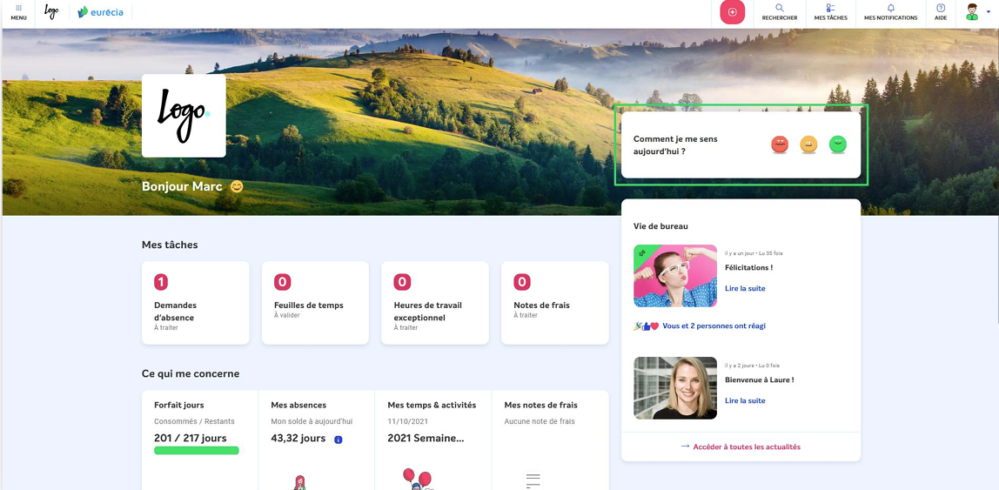 MENU
Logo
eurécia
RECHERCHER
MES TÂCHES
MES NOTIFICATIONS
AIDE
Logo
Bonjour Marc
Comment je me sens
aujourd'hui ?
Mes tâches
1
Demandes
d'absence
À traiter
0
Feuilles de temps
À valider
0
Heures de travail
exceptionnel
À traiter
0
Notes de frais
À traiter
Ce qui me concerne
Forfait jours
Consommés / Restants
201 / 217 jours
Mes absences
Mon solde à aujourd'hui
43,32 jours
Mes temps & activités
11/10/2021
2021 Semaine...
Mes notes de frais
Aucune note de frais
Vie de bureau
il y a un jour • Lu 35 fois
Félicitations !
Lire la suite
Vous et 2 personnes ont réagi
il y a 2 jours • Lu 0 fois
Bienvenue à Laure !
Lire la suite
→ Accéder à toutes les actualités